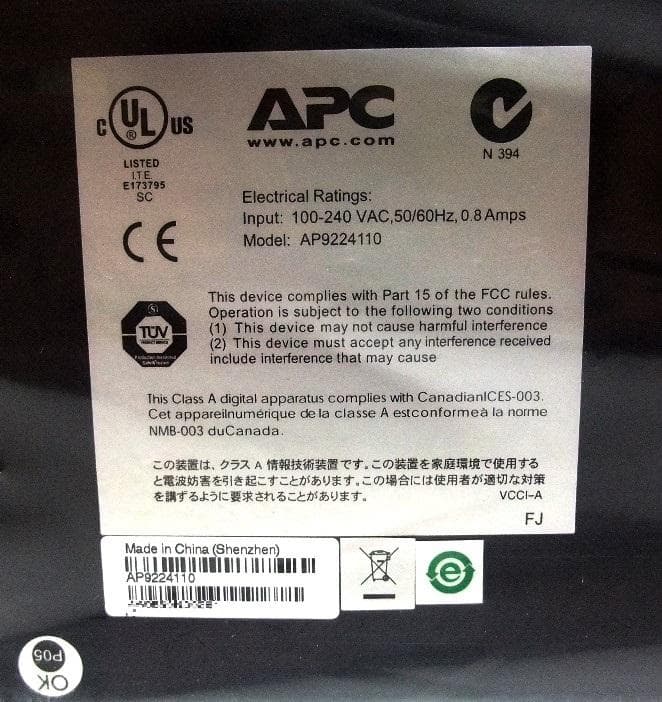 C UL ® US
LISTED
I.T.E.
E173795
SC
APC
www.apc.com
N 394
CE
Electrical Ratings:
Input: 100-240 VAC,50/60Hz, 0.8 Amps
Model: AP9224110
TÜV
PRODUCT SERVICE
This device complies with Part 15 of the FCC rules.
Operation is subject to the following two conditions
(1) This device may not cause harmful interference
(2) This device must accept any interference received
include interference that may cause
This Class A digital apparatus complies with CanadianICES-003.
Cet appareilnumérique de la classe A estconformeà la norme
NMB-003 duCanada.
この装置は、クラス A 情報技術装置です。この装置を家庭環境で使用する
と電波妨害を引き起こすことがあります。この場合には使用者が適切な対策
を講ずるように要求されることがあります。 VCCI-A
FJ
Made in China (Shenzhen)
AP9224110
e
OK
P05